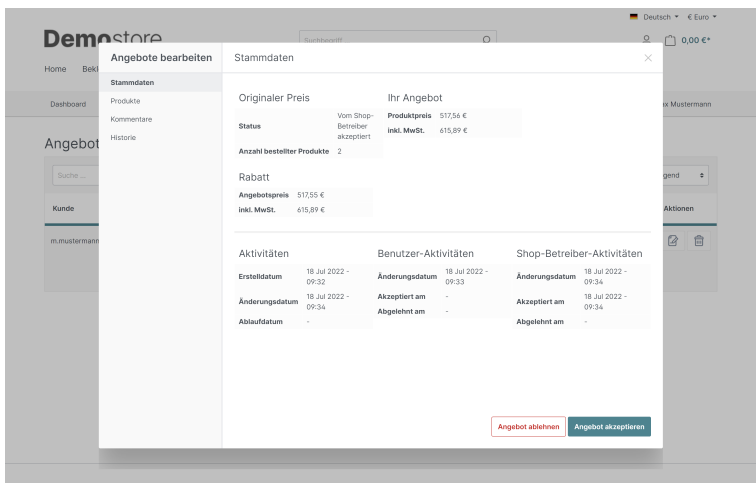 Deutsch € Euro
Demostore
Suchbegriff
0,00 €*
Home Bekl
Angebote bearbeiten
Stammdaten
Stammdaten
Produkte
Kommentare
Historie
Dashboard
x Mustermann
Angebot
Suche ...
gend
Kunde
Aktionen
m.mustermann
Originaler Preis
Status Vom Shop-
Betreiber
akzeptiert
Anzahl bestellter Produkte 2
Ihr Angebot
Produktpreis 517,56 €
inkl. MwSt. 615,89 €
Rabatt
Angebotspreis 517,55 €
inkl. MwSt. 615,89 €
Aktivitäten
Erstelldatum 18 Jul 2022 -
09:32
Änderungsdatum 18 Jul 2022 -
09:34
Ablaufdatum -
Benutzer-Aktivitäten
Änderungsdatum 18 Jul 2022 -
09:33
Akzeptiert am -
Abgelehnt am -
Shop-Betreiber-Aktivitäten
Änderungsdatum 18 Jul 2022 -
09:34
Akzeptiert am 18 Jul 2022 -
09:34
Abgelehnt am -
Angebot ablehnen
Angebot akzeptieren